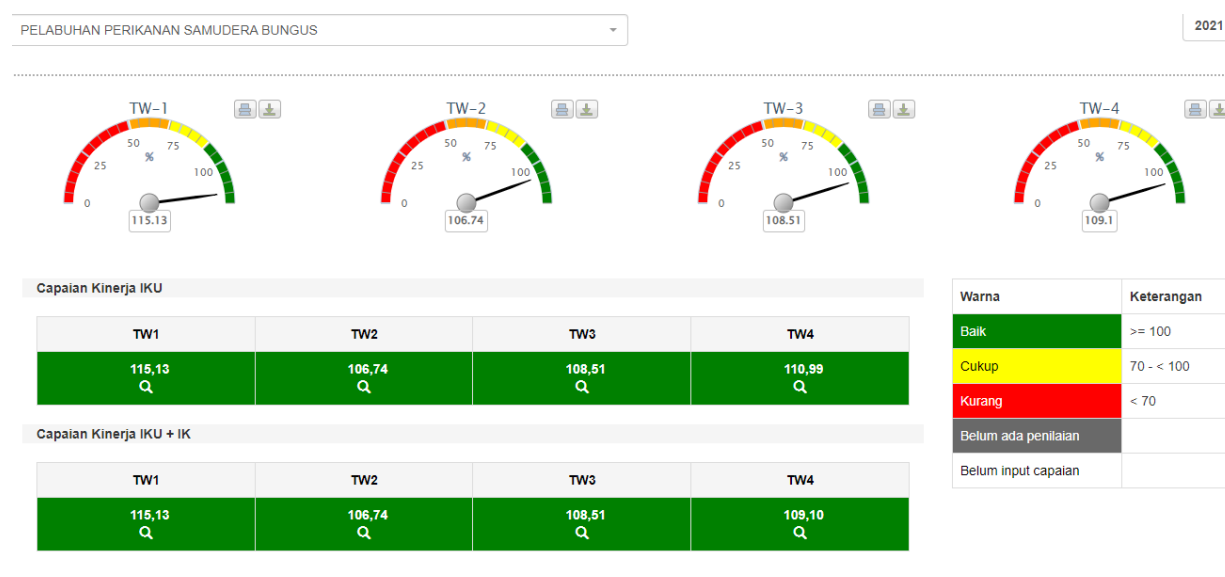 PELABUHAN PERIKANAN SAMUDERA BUNGUS
2021
TW-1
0
25
50
75
100
%
115.13
TW-2
0
25
50
75
100
%
106.74
TW-3
0
25
50
75
100
%
108.51
TW-4
0
25
50
75
100
%
109.1
Capaian Kinerja IKU
TW1 TW2 TW3 TW4
115,13 106,74 108,51 110,99
Capaian Kinerja IKU + IK
TW1 TW2 TW3 TW4
115,13 106,74 108,51 109,10
Warna Keterangan
Baik >= 100
Cukup 70 - < 100
Kurang < 70
Belum ada penilaian
Belum input capaian